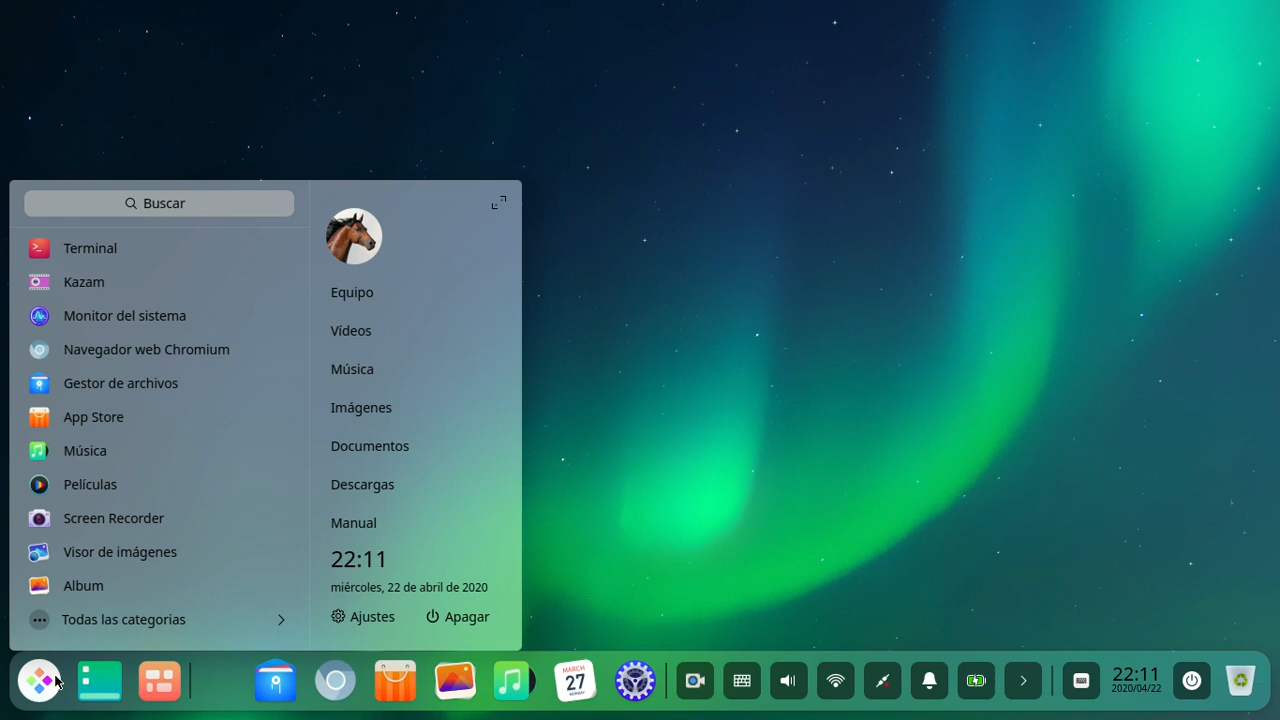 Buscar
Terminal
Kazam
Monitor del sistema
Navegador web Chromium
Gestor de archivos
App Store
Música
Películas
Screen Recorder
Visor de imágenes
Album
Todas las categorias
Equipo
Vídeos
Música
Imágenes
Documentos
Descargas
Manual
22:11
miércoles, 22 de abril de 2020
Ajustes
Apagar
MARCH
27
22:11
2020/04/22